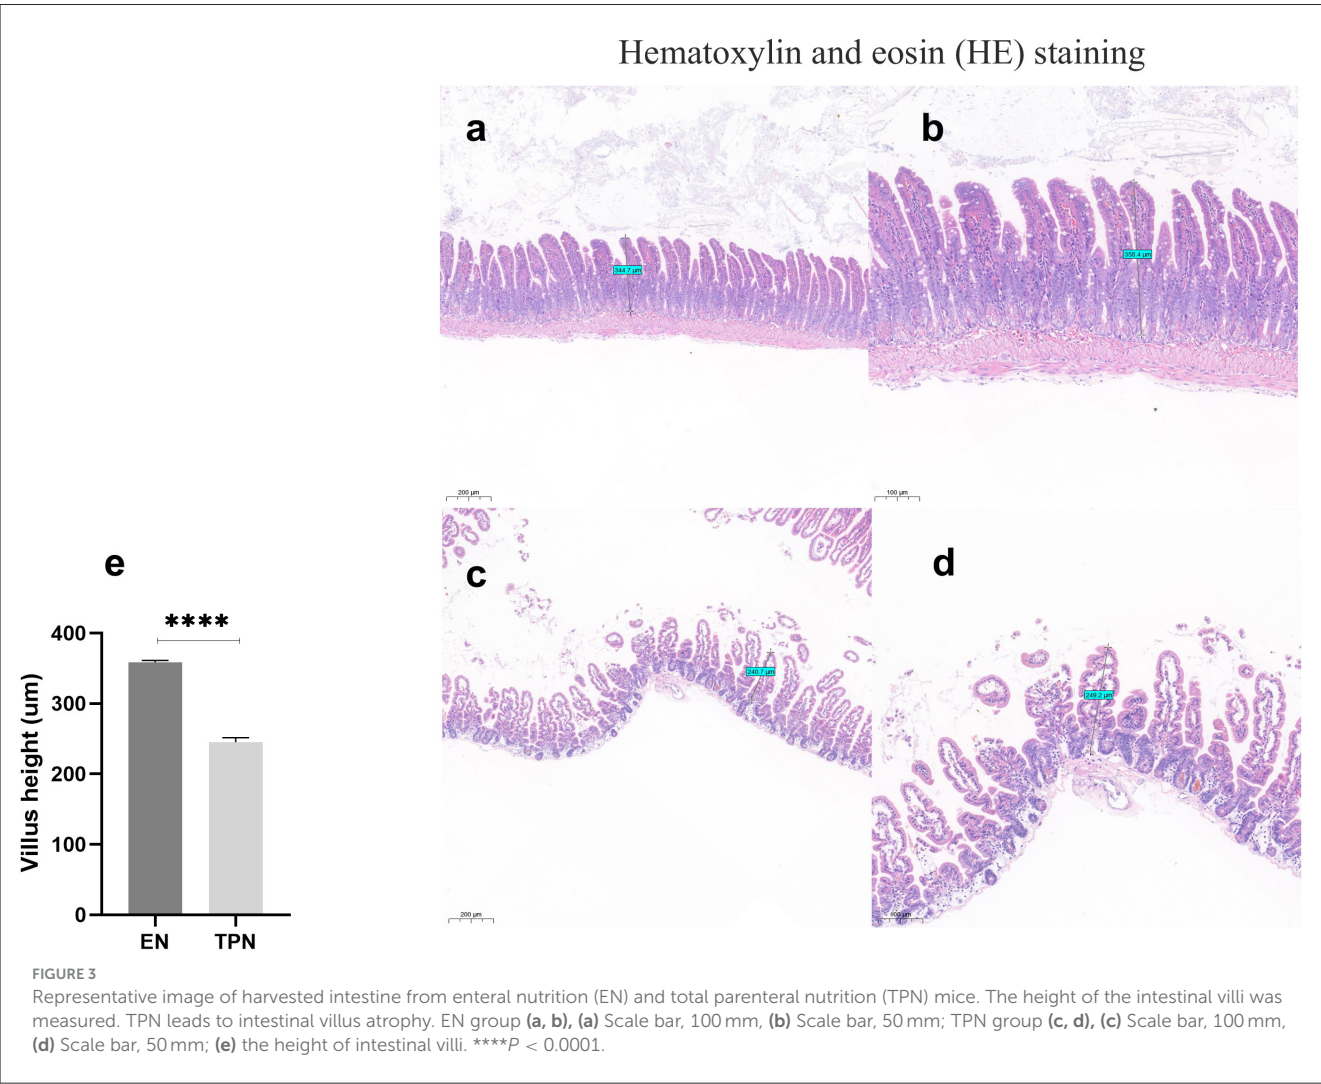 Hematoxylin and eosin (HE) staining
a
b
344.7 µm
358.4 µm
200 µm
100 µm
c
d
240.7 µm
249.2 µm
200 µm
100 µm
e
****
Villus height (um)
400
300
200
100
0
EN TPN
FIGURE 3
Representative image of harvested intestine from enteral nutrition (EN) and total parenteral nutrition (TPN) mice. The height of the intestinal villi was
measured. TPN leads to intestinal villus atrophy. EN group (a, b), (a) Scale bar, 100 mm, (b) Scale bar, 50 mm; TPN group (c, d), (c) Scale bar, 100 mm,
(d) Scale bar, 50 mm; (e) the height of intestinal villi. ****P < 0.0001.